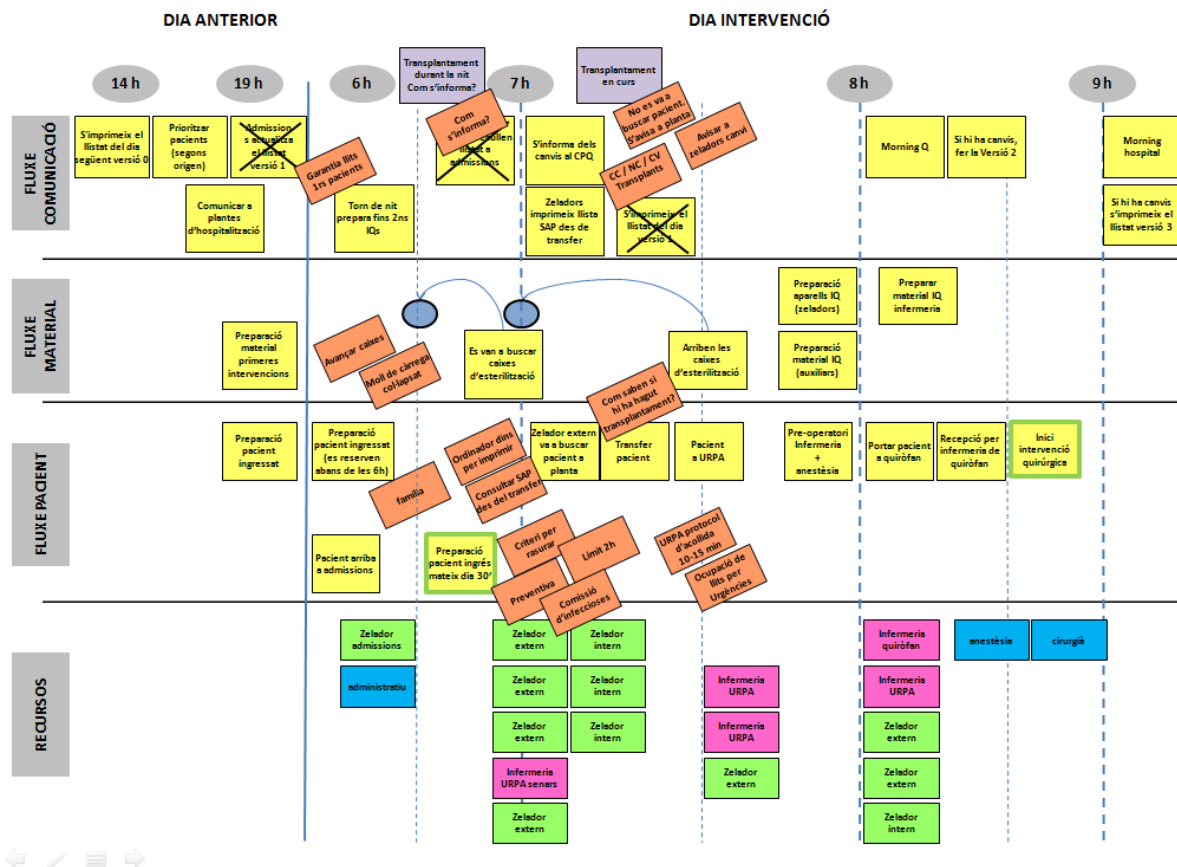 DIA ANTERIOR
DIA INTERVENCIÓ
14 h
19 h
6 h
Transplantament
durant la nit
Com s'informa?
7 h
Transplantament
en curs
8 h
9 h
FLUXE
COMUNICACIÓ
S'imprimeix el
llistat del dia
següent versió 0
Prioritzar
pacients
(segons
origen)
Admission
s actualitza
el llistat
versió 1
Comunicar a
plantes
d'hospitalització
Garantia llits
1rs pacients
Torn de nit
prepara fins 2ns
IQs
Com
s'informa?
ullen
llistat a
admissions
S'informa dels
canvis al CPQ
Zeladors
imprimeix llista
SAP des de
transfer
No es va a
buscar pacient.
S'avisa a planta
CC / NC / CV
Transplants
Avisar a
zeladors canvi
S'imprimeix el
llistat del dia
versió 1
Morning Q
Si hi ha canvis,
fer la Versió 2
Morning
hospital
Si hi ha canvis
s'imprimeix el
llistat versió 3
FLUXE
MATERIAL
Preparació
material
primeres
intervencions
Avançar caixes
Moll de càrrega
col·lapsat
Es van a buscar
caixes
d'esterilització
Arriben les
caixes
d'esterilització
Preparació
aparells IQ
(zeladors)
Preparació
material IQ
(auxiliars)
Preparar
material IQ
infermeria
FLUXE PACIENT
Preparació
pacient
ingressat
Preparació
pacient ingressat
(es reserven
abans de les 6h)
família
Ordinador dins
per imprimir
Consultar SAP
des del transfer
Zelador extern
va a buscar
pacient a
planta
Com saben si
hi ha hagut
transplantament?
Transfer
pacient
Pacient
a URPA
Pre-operatori
Infermeria
+
anestèsia
Portar pacient
a quiròfan
Recepció per
infermeria de
quiròfan
Inici
intervenció
quirúrgica
Pacient arriba
a admissions
Preparació
pacient ingrés
mateix dia 30'
Criteri per
rasurar
Límit 2h
Preventiva
Comissió
d'infeccioses
URPA protocol
d'acollida
10-15 min
Ocupació de
llits per
Urgències
RECURSOS
Zelador
admissions
administratiu
Zelador
extern
Zelador
intern
Zelador
extern
Zelador
intern
Zelador
extern
Zelador
intern
Infermeria
URPA senars
Zelador
extern
Infermeria
URPA
Infermeria
URPA
Zelador
extern
Infermeria
quiròfan
Infermeria
URPA
Zelador
extern
Zelador
extern
Zelador
intern
anestèsia
cirurgià